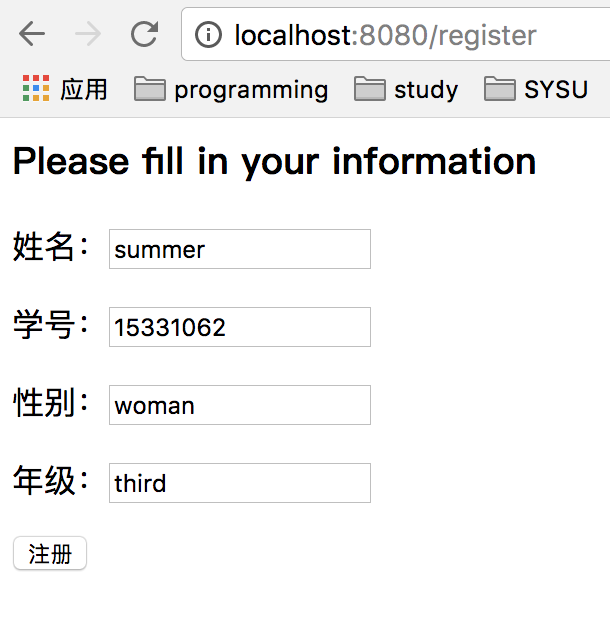 localhost:8080/register
应用 programming study SYSU
Please fill in your information
姓名： summer
学号： 15331062
性别： woman
年级： third
注册